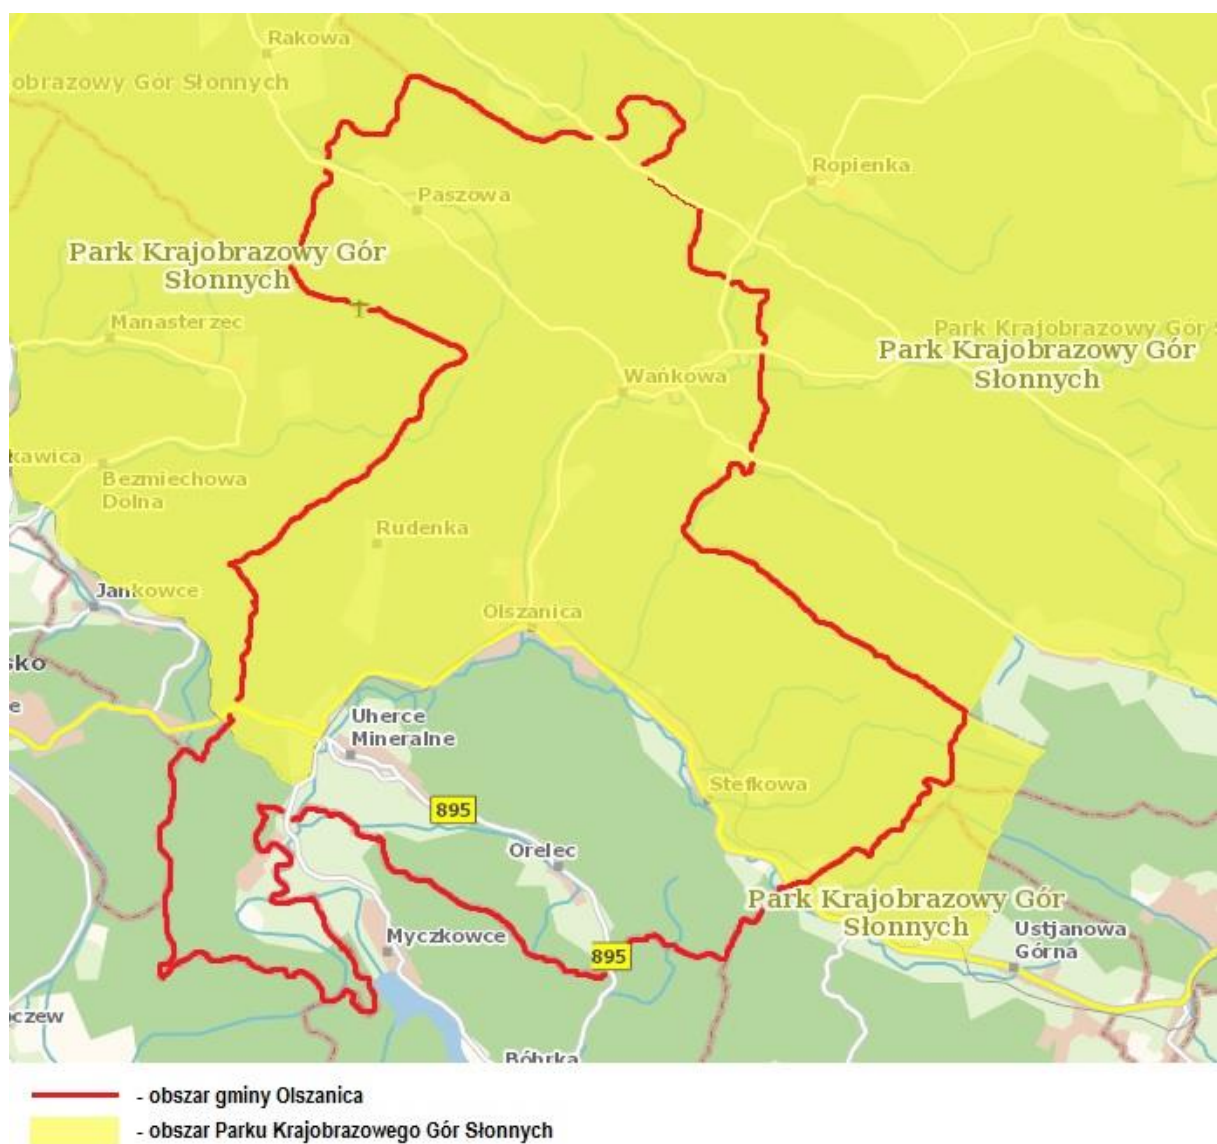 Rakowa
obrazowy Gór Słonnych
Ropienka
Paszowa
Park Krajobrazowy Gór
Słonnych
Manasterzec
Park Krajobrazowy Gór S
Park Krajobrazowy Gór
Słonnych
Wańkowa
kawica
Bezmiechowa
Dolna
Rudenka
Jankowce
Olszanica
sko
e
Uherce
Mineralne
Stefkowa
895
Orelec
Park Krajobrazowy Gór
Słonnych
Ustjanowa
Górna
Myczkowce
895
oczew
Bóbrka
- obszar gminy Olszanica
- obszar Parku Krajobrazowego Gór Słonnych